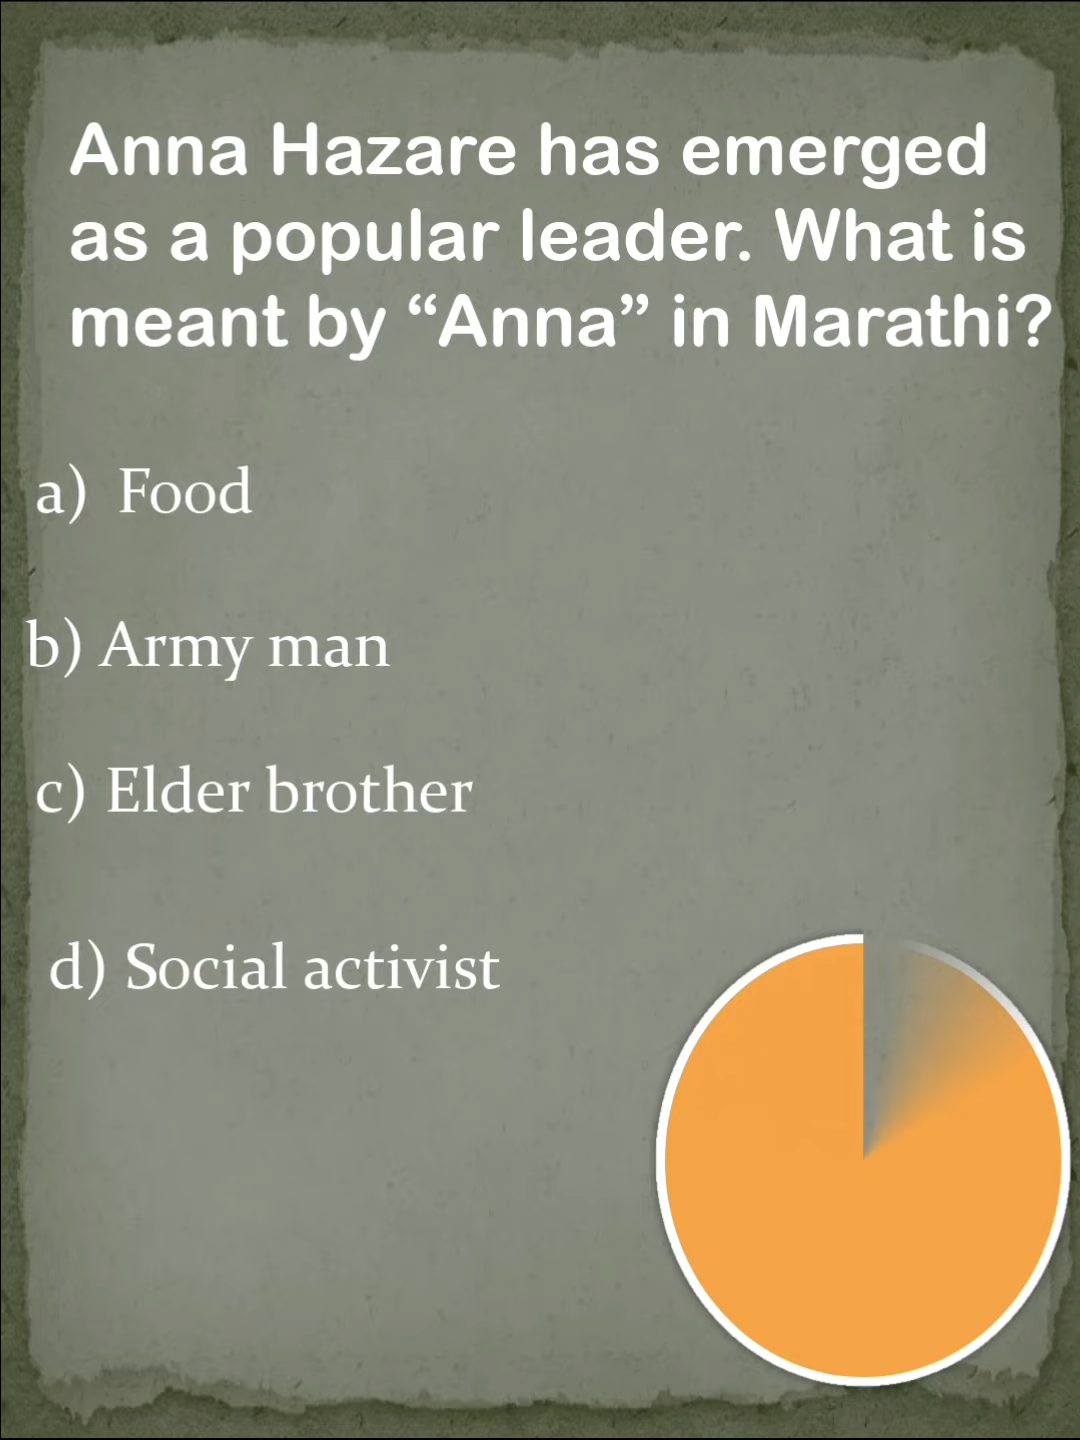 Anna Hazare has emerged
as a popular leader. What is
meant by “Anna” in Marathi?
a) Food
b) Army man
c) Elder brother
d) Social activist